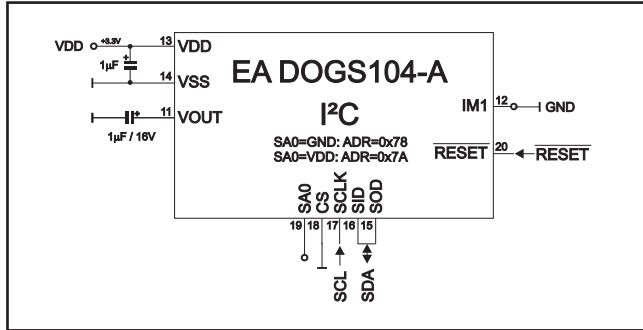 VDD +3.3V 13 VDD
1µF +
14 VSS
11 VOUT
+
1µF / 16V
EA DOGS104-A
I²C
SA0=GND: ADR=0x78
SA0=VDD: ADR=0x7A
IM1 12 GND
RESET 20 RESET
SA0 CS SCLK SID SOD
19 18 17 16 15
SCL SDA